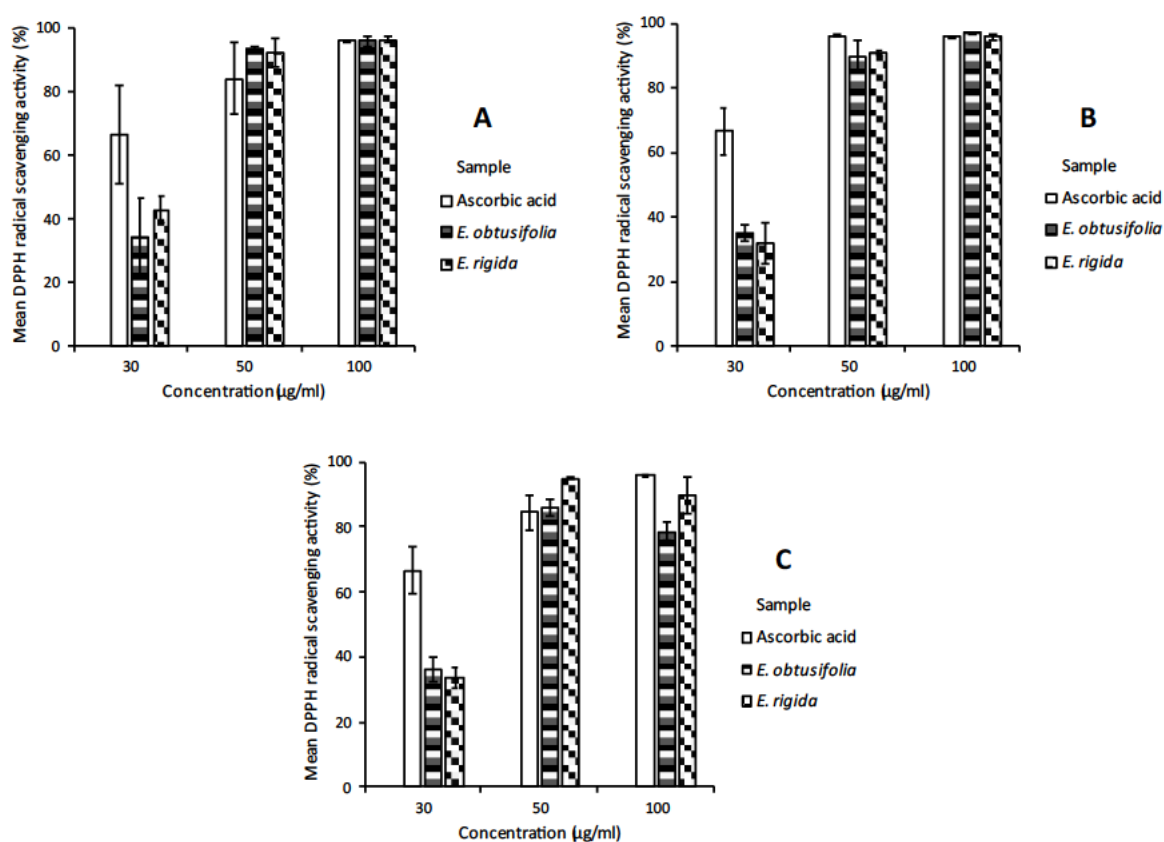 Mean DPPH radical scavenging activity (%)
100
80
60
40
20
0
30
50
100
Concentration (µg/ml)
A
Sample
Ascorbic acid
E. obtusifolia
E. rigida
Mean DPPH radical scavenging activity (%)
100
80
60
40
20
0
30
50
100
Concentration (µg/ml)
B
Sample
Ascorbic acid
E. obtusifolia
E. rigida
Mean DPPH radical scavenging activity (%)
100
80
60
40
20
0
30
50
100
Concentration (µg/ml)
C
Sample
Ascorbic acid
E. obtusifolia
E. rigida